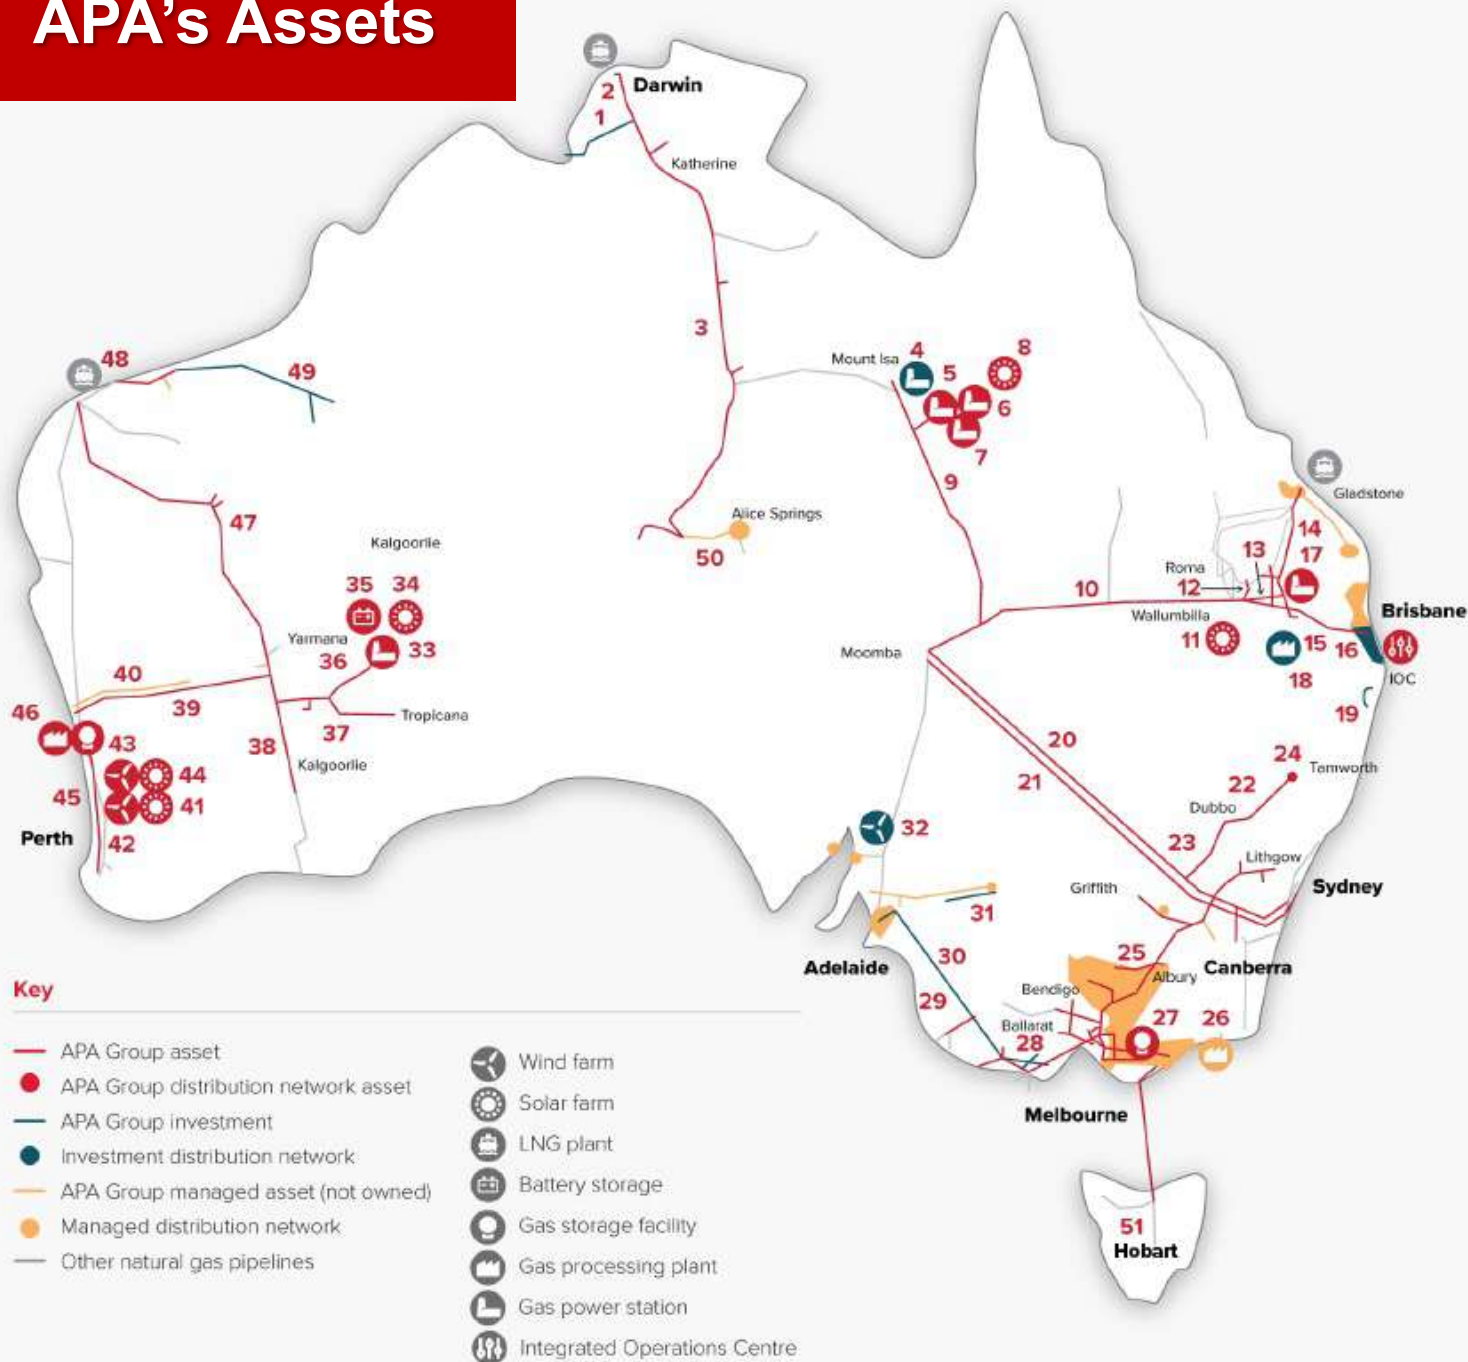 APA's Assets
Darwin
2
1
Katherine
3
48
49
Mount Isa
4
8
5
6
7
9
Gladstone
47
Alice Springs
50
Kalgoorlie
14
13
17
Roma
12
35
34
10
Wallumbilla
Brisbane
Yarmana
33
36
11
15
16
Moomba
IOC
18
40
39
19
46
Tropicana
37
43
38
20
24
Tamworth
Kalgoorlie
21
22
44
45
41
Dubbo
Perth
42
32
23
Lithgow
Griffith
Sydney
31
30
25
Canberra
Adelaide
Albury
Bendigo
29
27
26
Ballarat
28
Melbourne
51
Hobart
Key
APA Group asset
APA Group distribution network asset
APA Group investment
Investment distribution network
APA Group managed asset (not owned)
Managed distribution network
Other natural gas pipelines
Wind farm
Solar farm
LNG plant
Battery storage
Gas storage facility
Gas processing plant
Gas power station
Integrated Operations Centre